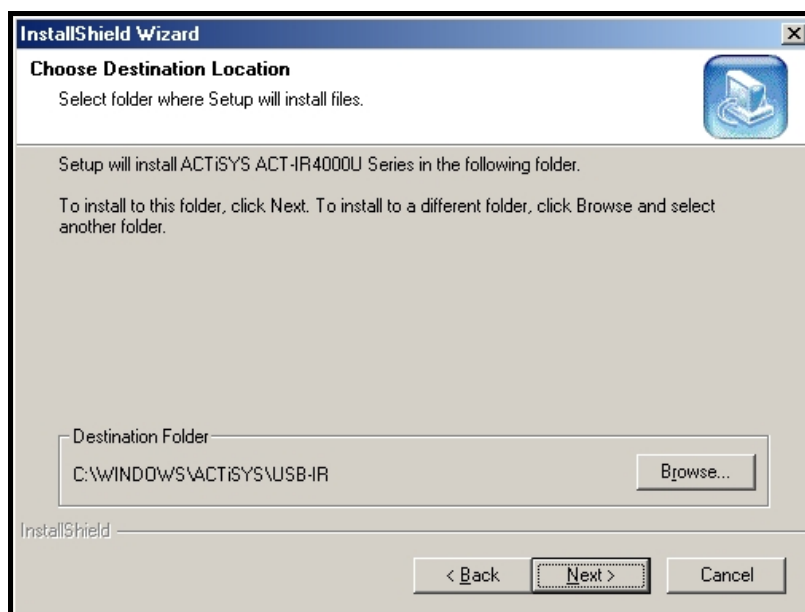 InstallShield Wizard
Choose Destination Location
Select folder where Setup will install files.
Setup will install ACTiSYS ACT-IR4000U Series in the following folder.
To install to this folder, click Next. To install to a different folder, click Browse and select
another folder.
Destination Folder
C:\WINDOWS\ACTiSYS\USB-IR
Browse...
InstallShield
< Back
Next >
Cancel